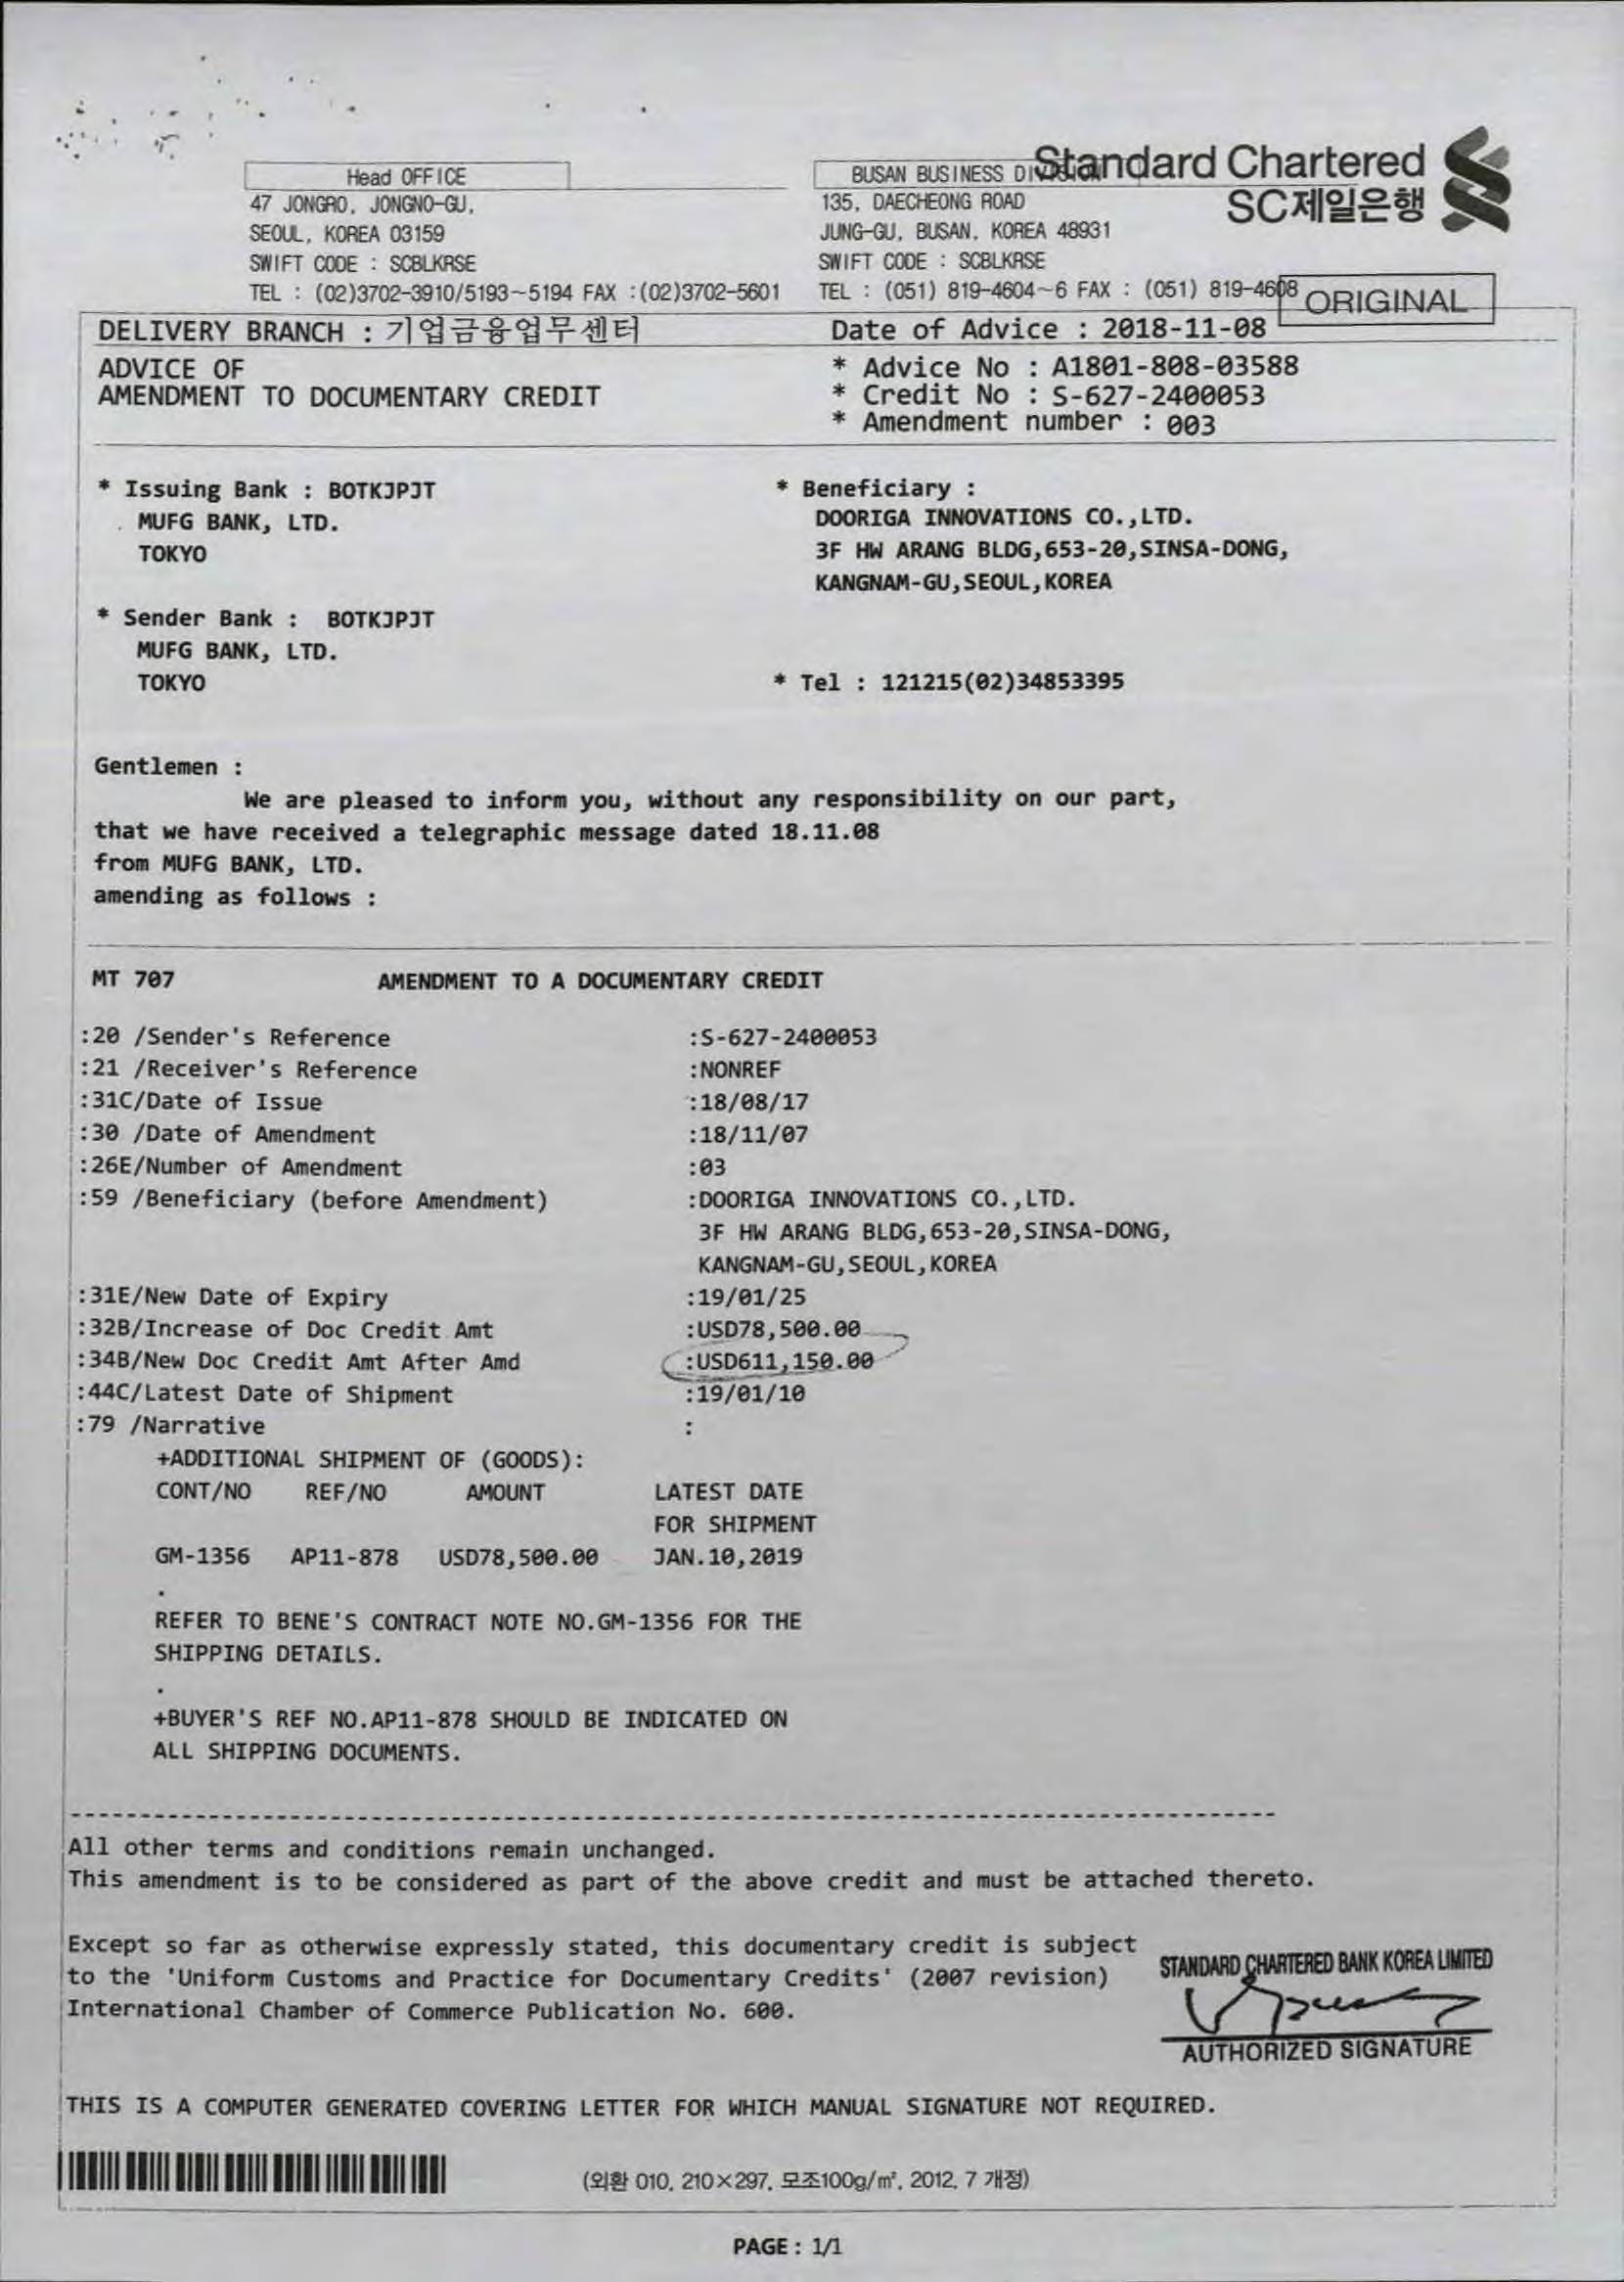 Standard Chartered
SC제일은행
Head OFFICE
47 JONGRO, JONGNO-GU,
SEOUL, KOREA 03159
SWIFT CODE : SCBLKRSE
TEL : (02)3702-3910/5193~5194 FAX :(02)3702-5601
BUSAN BUSINESS DIVISION
135, DAECHEONG ROAD
JUNG-GU, BUSAN, KOREA 48931
SWIFT CODE : SCBLKRSE
TEL : (051) 819-4604~6 FAX : (051) 819-4608
ORIGINAL
DELIVERY BRANCH : 기업금융업무센터
Date of Advice : 2018-11-08
ADVICE OF
AMENDMENT TO DOCUMENTARY CREDIT
* Advice No : A1801-808-03588
* Credit No : S-627-2400053
* Amendment number : 003
* Issuing Bank : BOTKJPJT
MUFG BANK, LTD.
TOKYO
* Beneficiary :
DOORIGA INNOVATIONS CO.,LTD.
3F HW ARANG BLDG,653-20,SINSA-DONG,
KANGNAM-GU,SEOUL,KOREA
* Sender Bank : BOTKJPJT
MUFG BANK, LTD.
TOKYO
* Tel : 121215(02)34853395
Gentlemen :
We are pleased to inform you, without any responsibility on our part,
that we have received a telegraphic message dated 18.11.08
from MUFG BANK, LTD.
amending as follows :
MT 707 AMENDMENT TO A DOCUMENTARY CREDIT
:20 /Sender's Reference :S-627-2400053
:21 /Receiver's Reference :NONREF
:31C/Date of Issue :18/08/17
:30 /Date of Amendment :18/11/07
:26E/Number of Amendment :03
:59 /Beneficiary (before Amendment) :DOORIGA INNOVATIONS CO.,LTD.
3F HW ARANG BLDG,653-20,SINSA-DONG,
KANGNAM-GU,SEOUL,KOREA
:31E/New Date of Expiry :19/01/25
:32B/Increase of Doc Credit Amt :USD78,500.00
:34B/New Doc Credit Amt After Amd :USD611,150.00
:44C/Latest Date of Shipment :19/01/10
:79 /Narrative :
+ADDITIONAL SHIPMENT OF (GOODS):
CONT/NO REF/NO AMOUNT LATEST DATE
FOR SHIPMENT
GM-1356 AP11-878 USD78,500.00 JAN.10,2019
.
REFER TO BENE'S CONTRACT NOTE NO.GM-1356 FOR THE
SHIPPING DETAILS.
.
+BUYER'S REF NO.AP11-878 SHOULD BE INDICATED ON
ALL SHIPPING DOCUMENTS.
All other terms and conditions remain unchanged.
This amendment is to be considered as part of the above credit and must be attached thereto.
Except so far as otherwise expressly stated, this documentary credit is subject
to the 'Uniform Customs and Practice for Documentary Credits' (2007 revision)
International Chamber of Commerce Publication No. 600.
STANDARD CHARTERED BANK KOREA LIMITED
AUTHORIZED SIGNATURE
THIS IS A COMPUTER GENERATED COVERING LETTER FOR WHICH MANUAL SIGNATURE NOT REQUIRED.
(외환 010, 210×297, 모조100g/㎡, 2012, 7 개정)
PAGE : 1/1